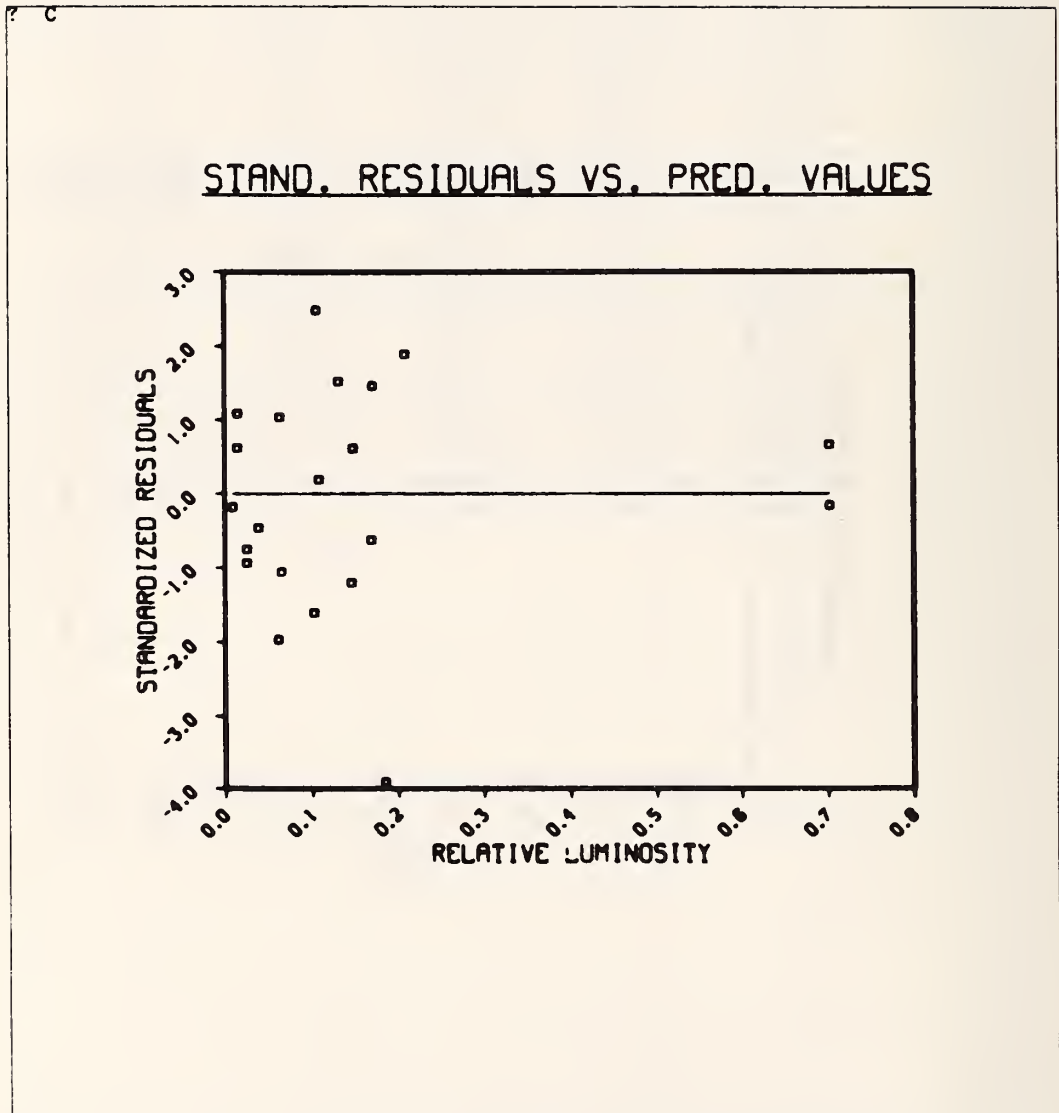 ? C
STAND. RESIDUALS VS. PRED. VALUES
3.0
2.0
1.0
0.0
-1.0
-2.0
-3.0
-4.0
STANDARDIZED RESIDUALS
0.0 0.1 0.2 0.3 0.4 0.5 0.6 0.7 0.8
RELATIVE LUMINOSITY